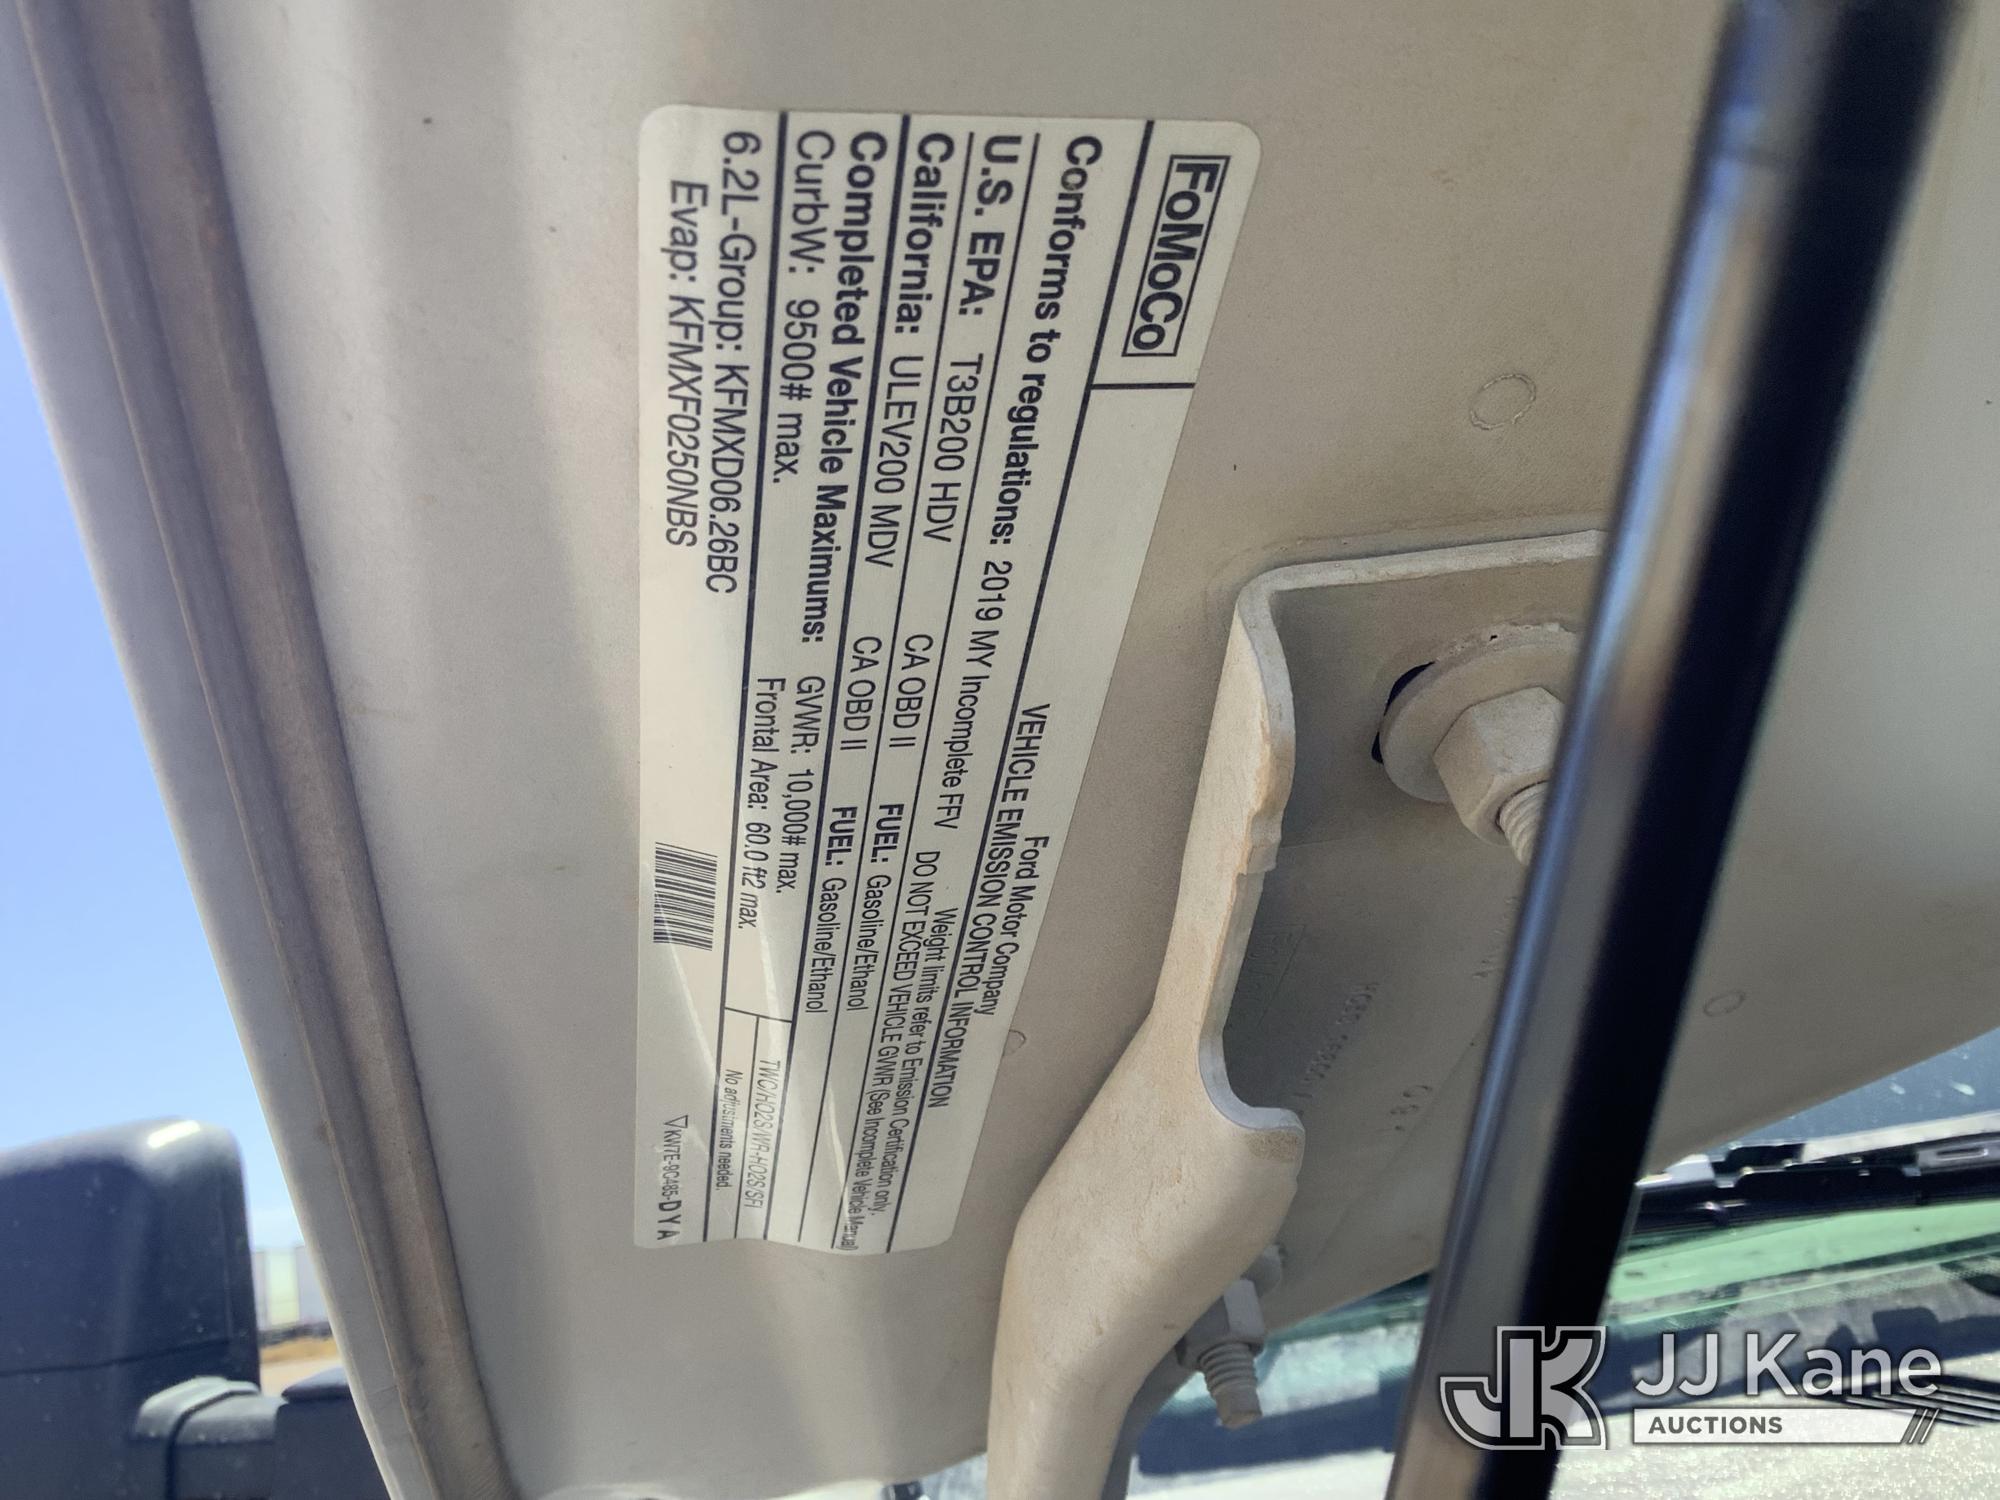 FoMoCo
Ford Motor Company
VEHICLE EMISSION CONTROL INFORMATION
Conforms to regulations: 2019 MY Incomplete FFV Weight limits refer to Emission Certification only.
U.S. EPA: T3B200 HDV CA OBD II FUEL: Gasoline/Ethanol
DO NOT EXCEED VEHICLE GVWR (See Incomplete Vehicle Manual)
California: ULEV200 MDV CA OBD II FUEL: Gasoline/Ethanol
Completed Vehicle Maximums: GVWR: 10,000# max.
CurbW: 9500# max. Frontal Area: 60.0 ft2 max.
6.2L-Group: KFMXD06.26BC
Evap: KFMXF0250NBS
TWC/HO2S/WR-HO2S/SFI
No adjustments needed.
KW7E-9C485-DYA
JJ Kane
AUCTIONS